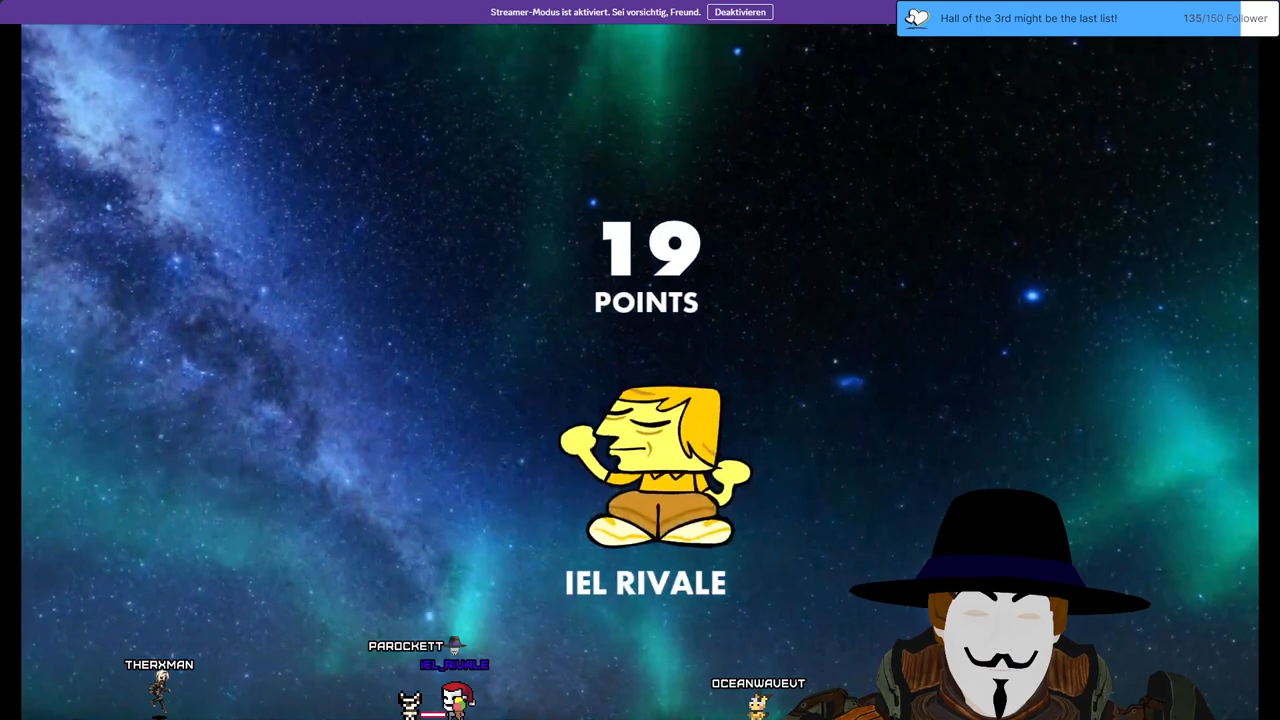 Streamer-Modus ist aktiviert. Sei vorsichtig, Freund. Deaktivieren
Hall of the 3rd might be the last list! 135/150 Follower
19
POINTS
IEL RIVALE
PAROCKETT
IEL_RIVALE
THERXMAN
OCEANWAVEVT